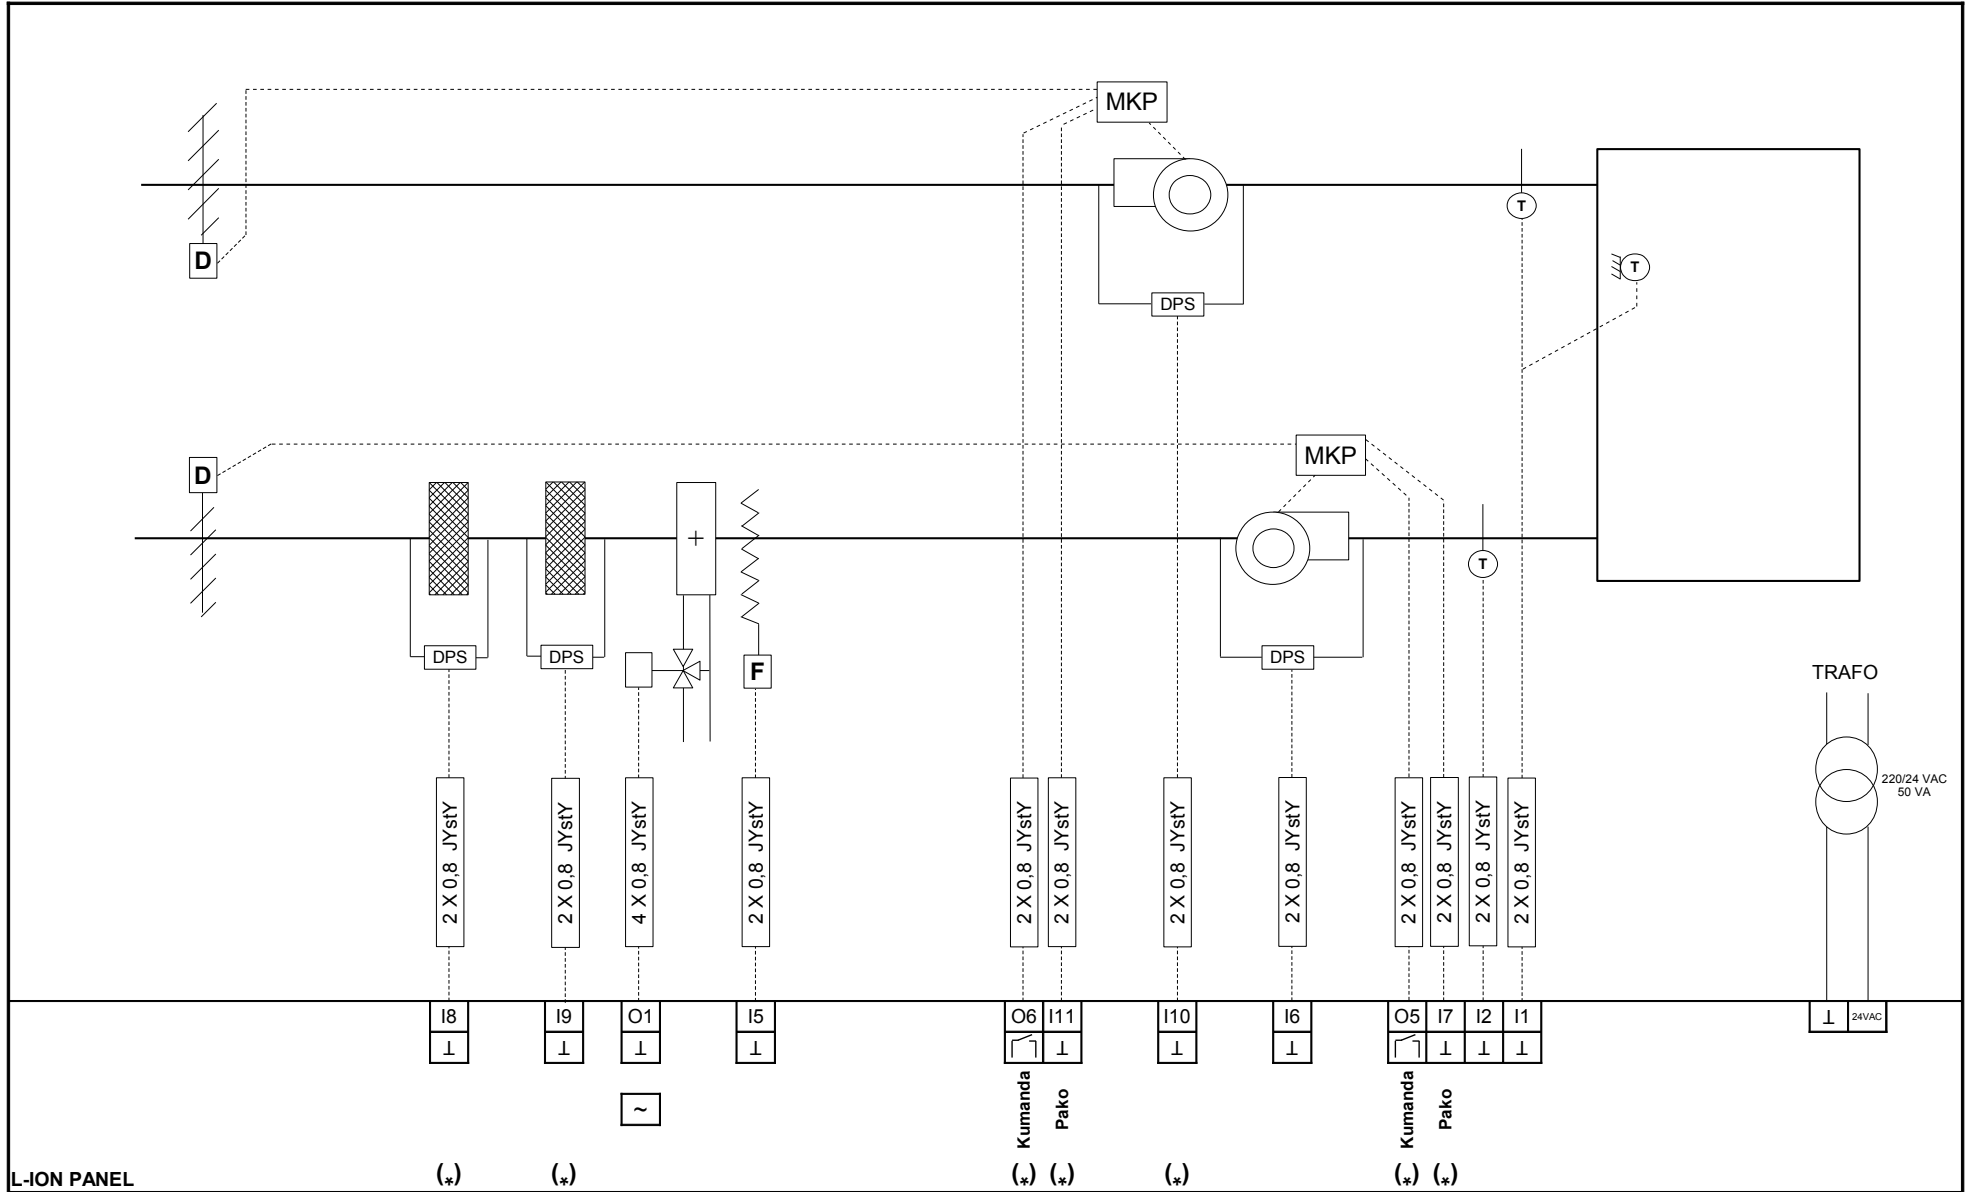 MKP
T
D
T
DPS
MKP
D
+
T
DPS
DPS
F
DPS
TRAFO
220/24 VAC
50 VA
2 X 0,8 JYstY
2 X 0,8 JYstY
4 X 0,8 JYstY
2 X 0,8 JYstY
2 X 0,8 JYstY
2 X 0,8 JYstY
2 X 0,8 JYstY
2 X 0,8 JYstY
2 X 0,8 JYstY
2 X 0,8 JYstY
2 X 0,8 JYstY
2 X 0,8 JYstY
I8 I9 O1 I5 O6 I11 I10 I6 O5 I7 I2 I1 ⊥ 24VAC
⊥ ⊥ ⊥ ⊥ ⊥ ⊥ ⊥ ⊥ ⊥ ⊥
~
Kumanda
Pako
Kumanda
Pako
L-ION PANEL (*) (*) (*) (*) (*) (*) (*)